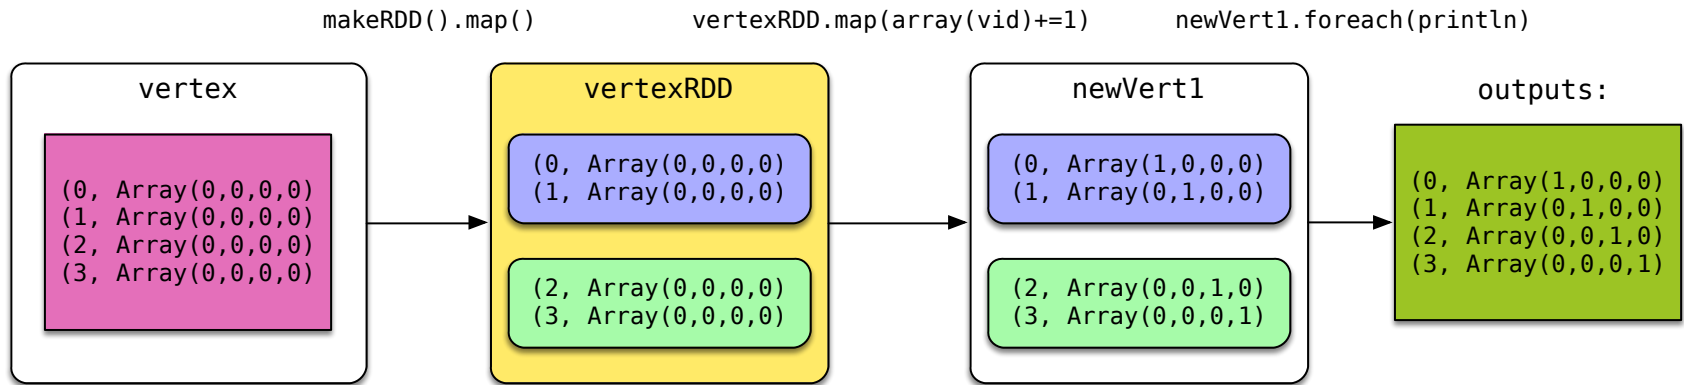 makeRDD().map()
vertexRDD.map(array(vid)+=1)
newVert1.foreach(println)
vertex
(0, Array(0,0,0,0)
(1, Array(0,0,0,0)
(2, Array(0,0,0,0)
(3, Array(0,0,0,0)
vertexRDD
(0, Array(0,0,0,0)
(1, Array(0,0,0,0)
(2, Array(0,0,0,0)
(3, Array(0,0,0,0)
newVert1
(0, Array(1,0,0,0)
(1, Array(0,1,0,0)
(2, Array(0,0,1,0)
(3, Array(0,0,0,1)
outputs:
(0, Array(1,0,0,0)
(1, Array(0,1,0,0)
(2, Array(0,0,1,0)
(3, Array(0,0,0,1)